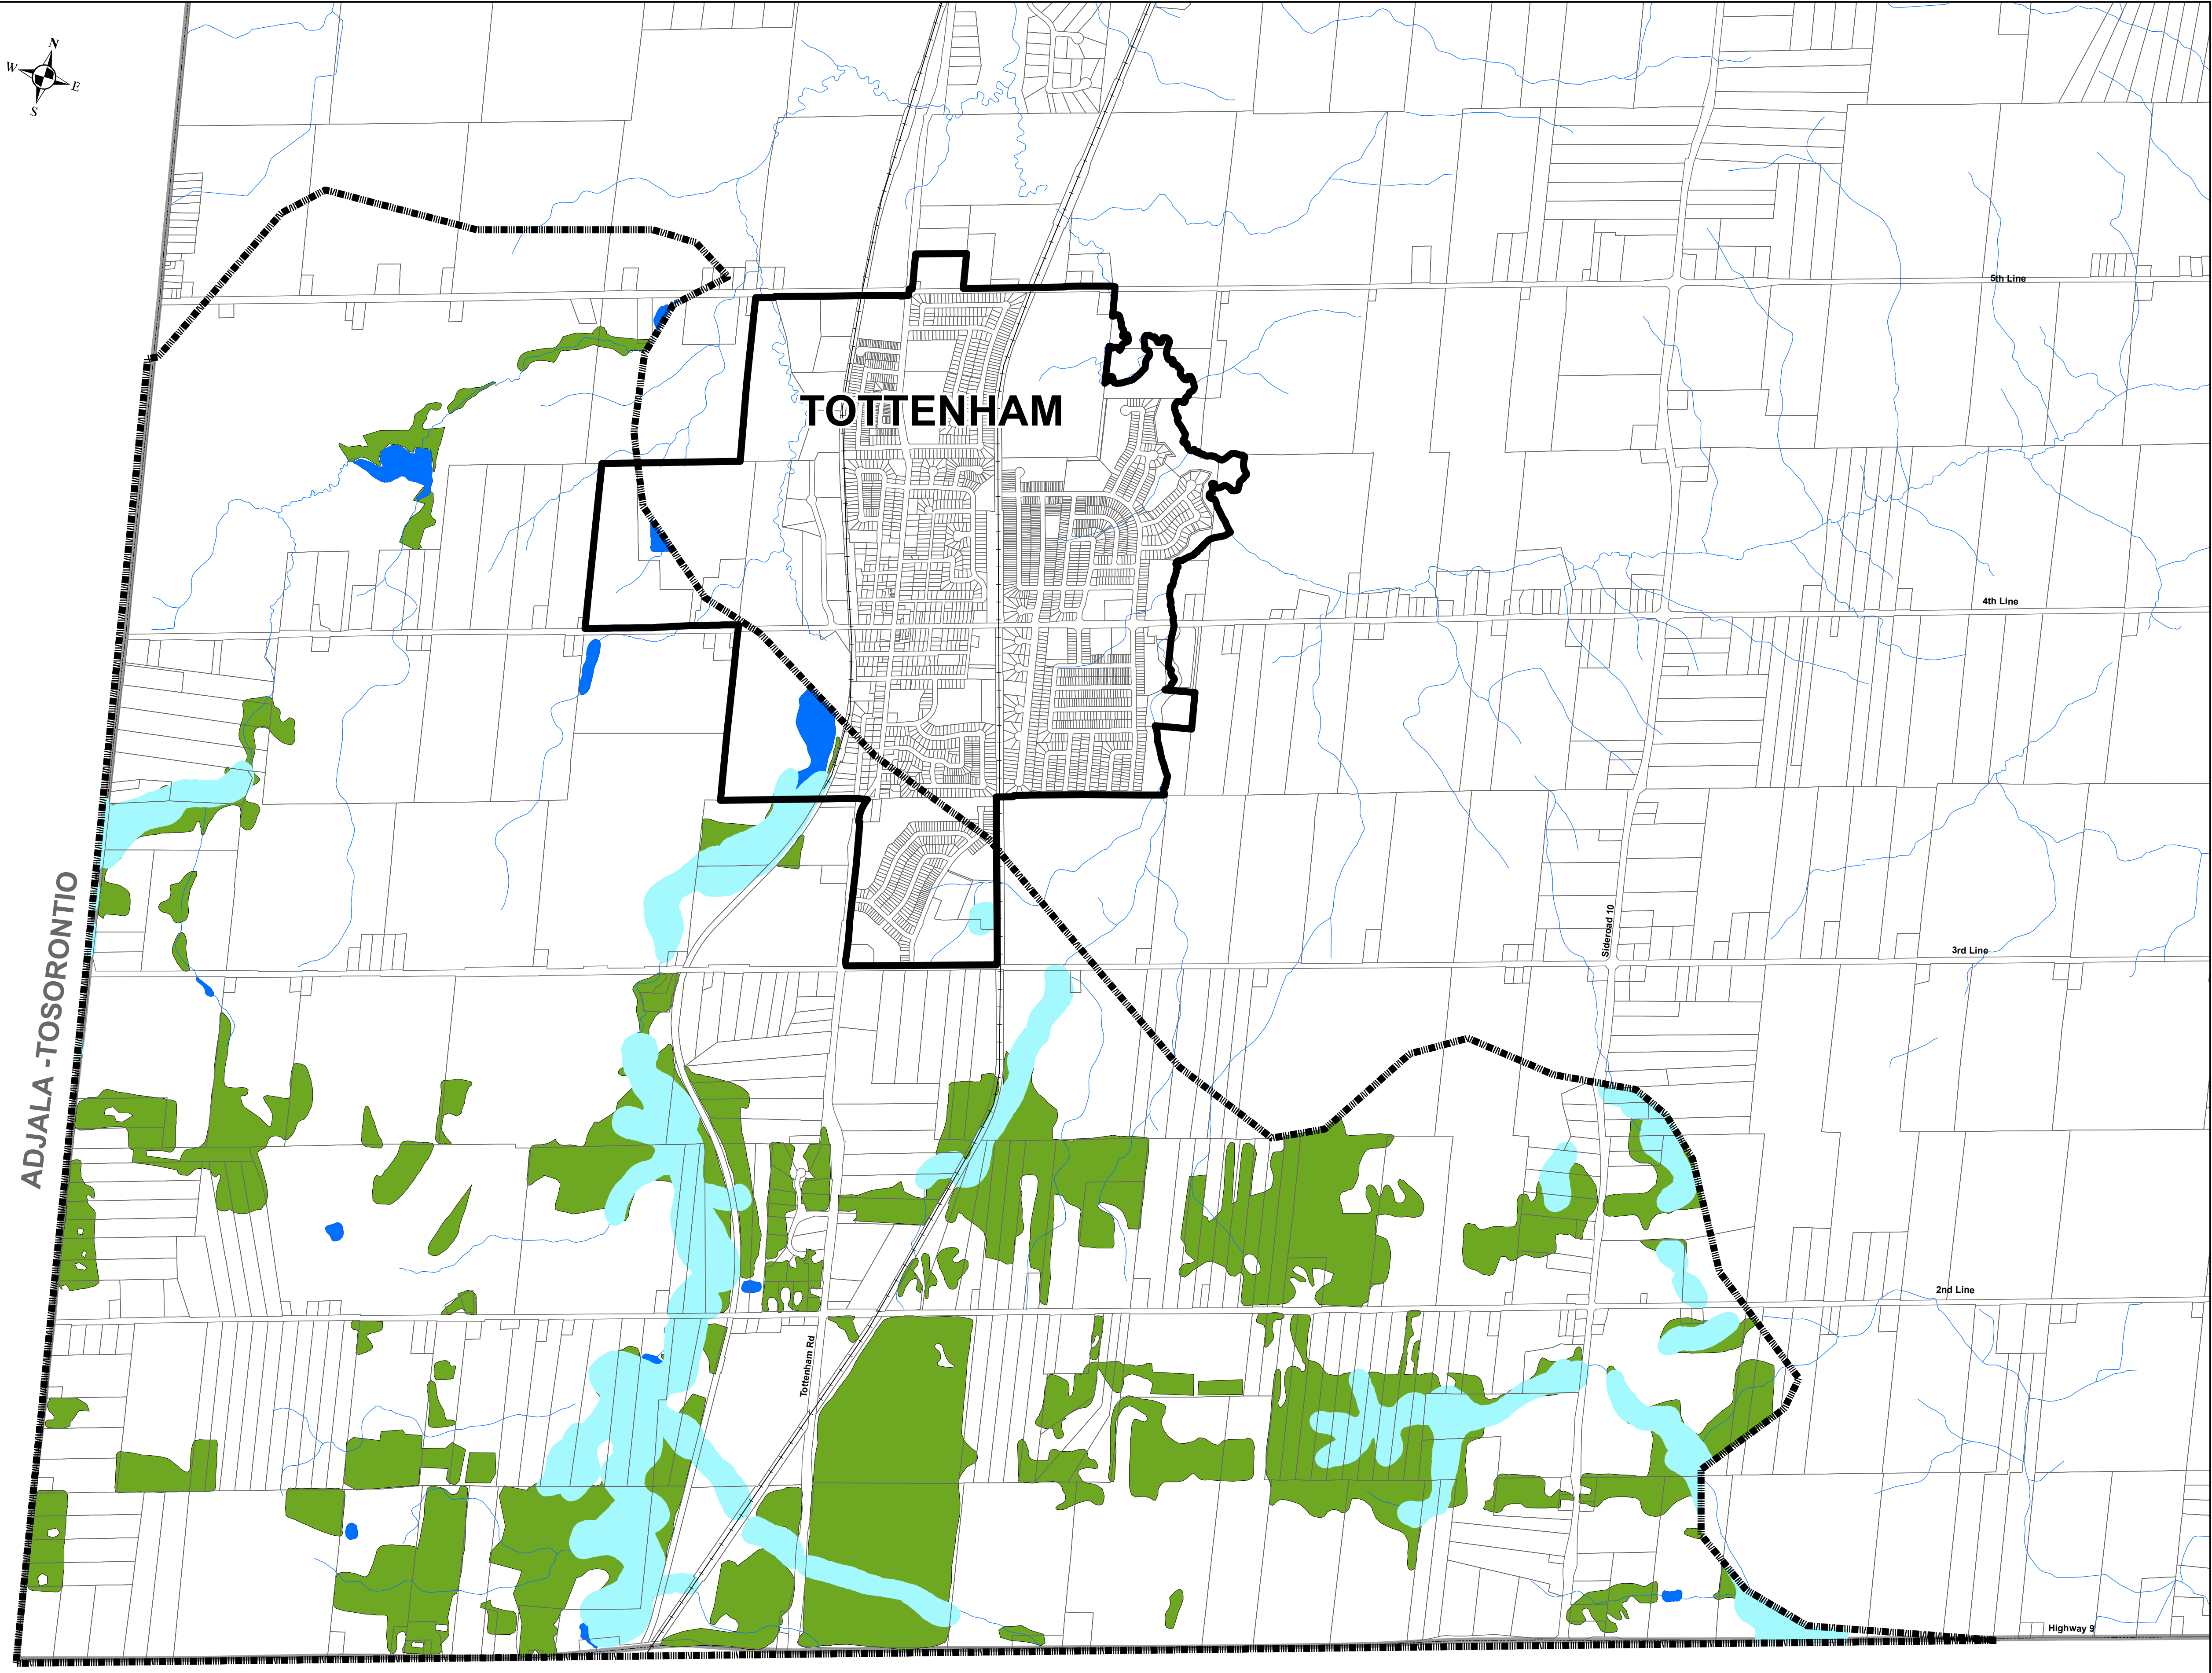 N
W
E
S
5th Line
TOTTENHAM
4th Line
ADJALA -TOSORONTIO
Sideroad 10
3rd Line
2nd Line
Tottenham Rd
Highway 9